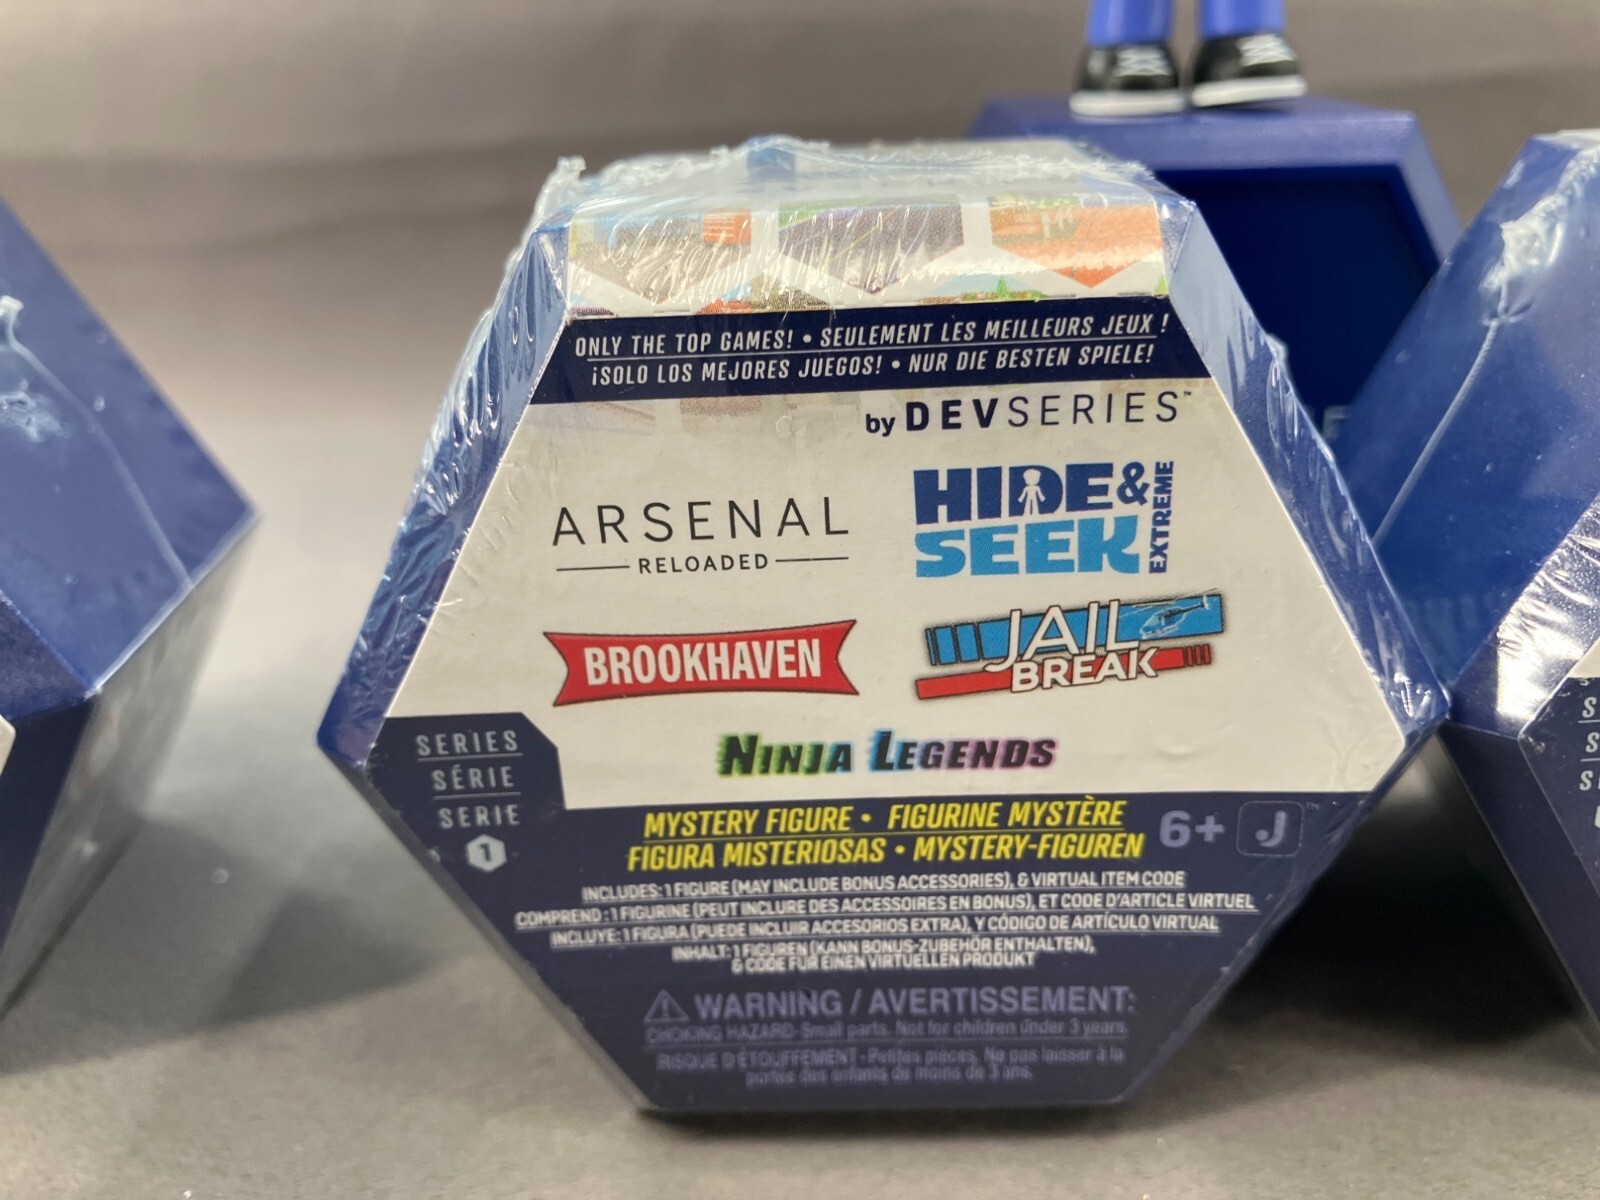 ONLY THE TOP GAMES! • SEULEMENT LES MEILLEURS JEUX !
¡SOLO LOS MEJORES JUEGOS! • NUR DIE BESTEN SPIELE!
by DEVSERIES™
ARSENAL
RELOADED
HIDE&
SEEK
EXTREME
BROOKHAVEN
JAIL
BREAK
NINJA LEGENDS
SERIES
SÉRIE
SERIE
1
MYSTERY FIGURE • FIGURINE MYSTÈRE
FIGURA MISTERIOSAS • MYSTERY-FIGUREN
6+ J™
INCLUDES: 1 FIGURE (MAY INCLUDE BONUS ACCESSORIES), & VIRTUAL ITEM CODE
COMPREND : 1 FIGURINE (PEUT INCLURE DES ACCESSOIRES EN BONUS), ET CODE D'ARTICLE VIRTUEL
INCLUYE: 1 FIGURA (PUEDE INCLUIR ACCESORIOS EXTRA), Y CÓDIGO DE ARTÍCULO VIRTUAL
INHALT: 1 FIGUREN (KANN BONUS-ZUBEHÖR ENTHALTEN),
& CODE FÜR EINEN VIRTUELLEN PRODUKT
WARNING / AVERTISSEMENT:
CHOKING HAZARD-Small parts. Not for children under 3 years.
RISQUE D'ÉTOUFFEMENT - Petites pièces. Ne pas laisser à la
portée des enfants de moins de 3 ans.